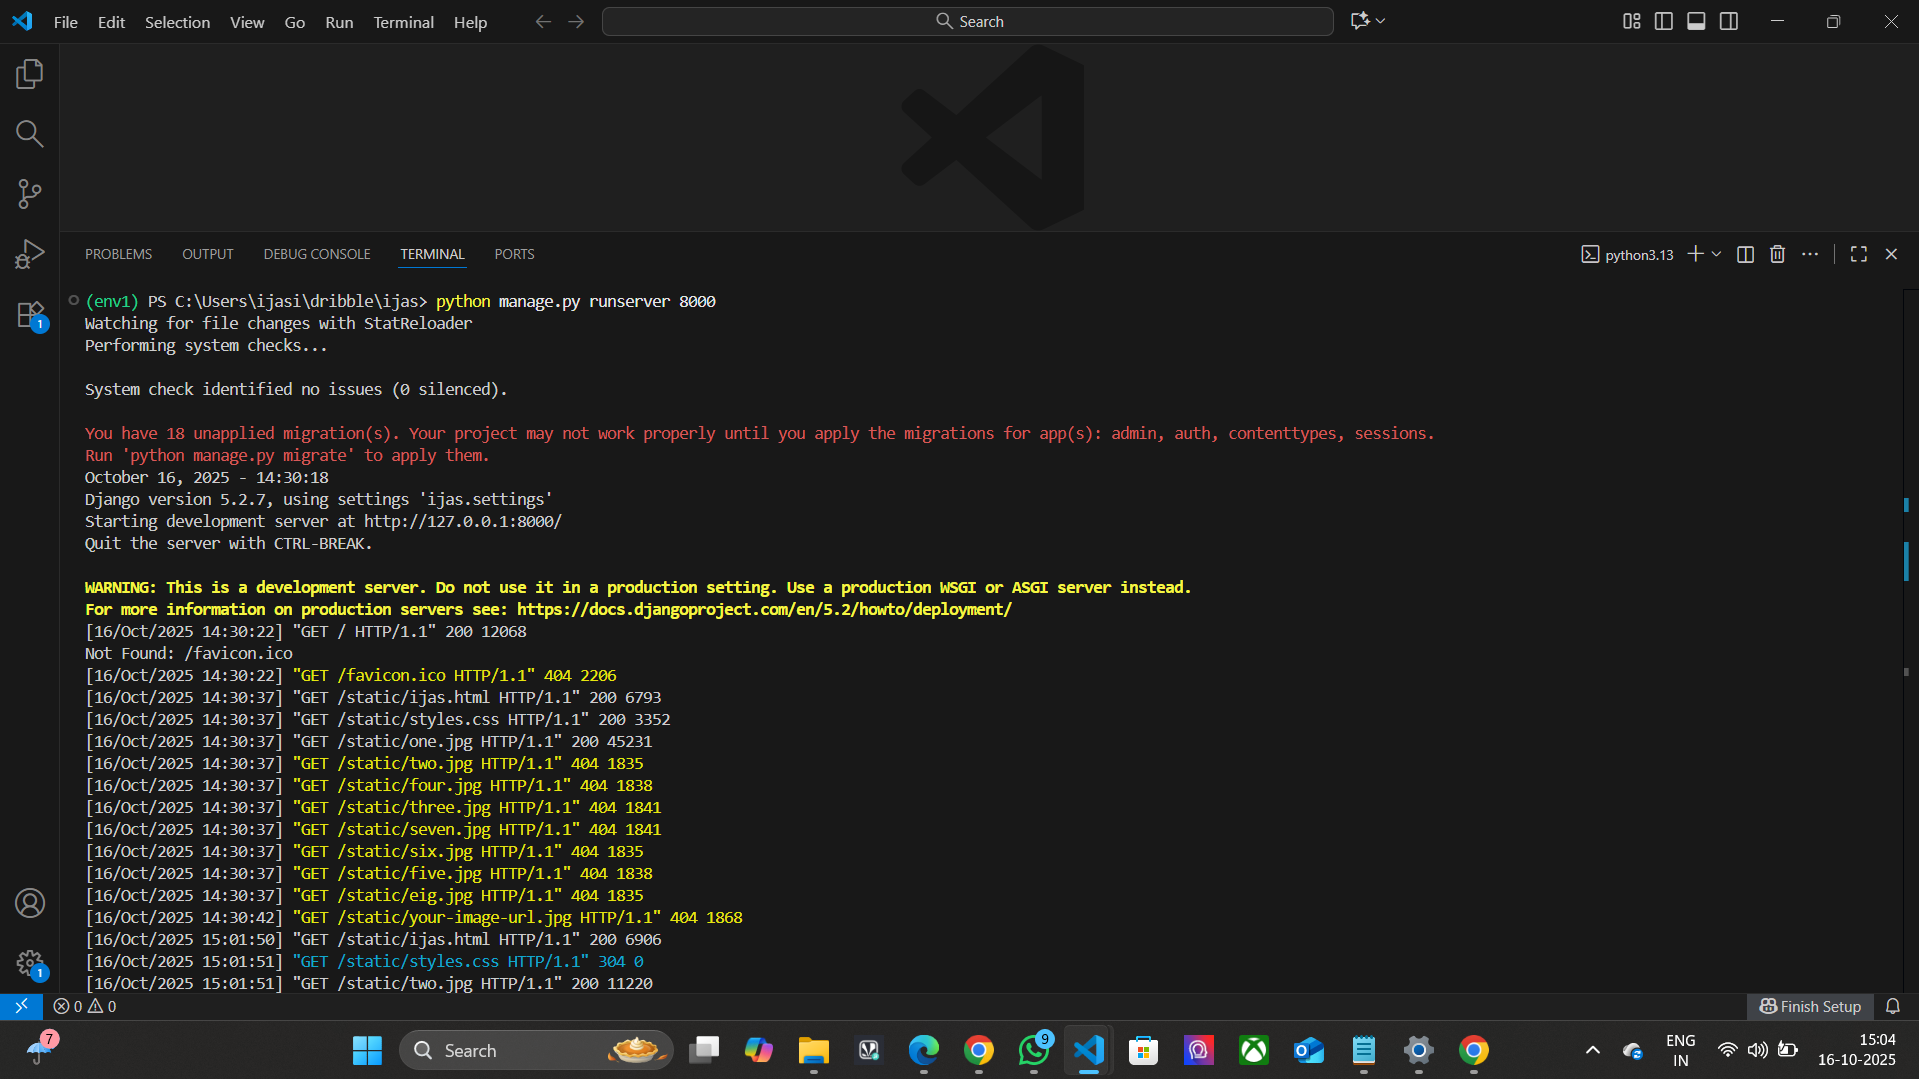 File Edit Selection View Go Run Terminal Help
Search
PROBLEMS OUTPUT DEBUG CONSOLE TERMINAL PORTS
python3.13
(env1) PS C:\Users\ijasi\dribble\ijas> python manage.py runserver 8000
Watching for file changes with StatReloader
Performing system checks...
System check identified no issues (0 silenced).
You have 18 unapplied migration(s). Your project may not work properly until you apply the migrations for app(s): admin, auth, contenttypes, sessions.
Run 'python manage.py migrate' to apply them.
October 16, 2025 - 14:30:18
Django version 5.2.7, using settings 'ijas.settings'
Starting development server at http://127.0.0.1:8000/
Quit the server with CTRL-BREAK.
WARNING: This is a development server. Do not use it in a production setting. Use a production WSGI or ASGI server instead.
For more information on production servers see: https://docs.djangoproject.com/en/5.2/howto/deployment/
[16/Oct/2025 14:30:22] "GET / HTTP/1.1" 200 12068
Not Found: /favicon.ico
[16/Oct/2025 14:30:22] "GET /favicon.ico HTTP/1.1" 404 2206
[16/Oct/2025 14:30:37] "GET /static/ijas.html HTTP/1.1" 200 6793
[16/Oct/2025 14:30:37] "GET /static/styles.css HTTP/1.1" 200 3352
[16/Oct/2025 14:30:37] "GET /static/one.jpg HTTP/1.1" 200 45231
[16/Oct/2025 14:30:37] "GET /static/two.jpg HTTP/1.1" 404 1835
[16/Oct/2025 14:30:37] "GET /static/four.jpg HTTP/1.1" 404 1838
[16/Oct/2025 14:30:37] "GET /static/three.jpg HTTP/1.1" 404 1841
[16/Oct/2025 14:30:37] "GET /static/seven.jpg HTTP/1.1" 404 1841
[16/Oct/2025 14:30:37] "GET /static/six.jpg HTTP/1.1" 404 1835
[16/Oct/2025 14:30:37] "GET /static/five.jpg HTTP/1.1" 404 1838
[16/Oct/2025 14:30:37] "GET /static/eig.jpg HTTP/1.1" 404 1835
[16/Oct/2025 14:30:42] "GET /static/your-image-url.jpg HTTP/1.1" 404 1868
[16/Oct/2025 15:01:50] "GET /static/ijas.html HTTP/1.1" 200 6906
[16/Oct/2025 15:01:51] "GET /static/styles.css HTTP/1.1" 304 0
[16/Oct/2025 15:01:51] "GET /static/two.jpg HTTP/1.1" 200 11220
1
1
0 0
Finish Setup
7
Search
9
ENG
IN
15:04
16-10-2025